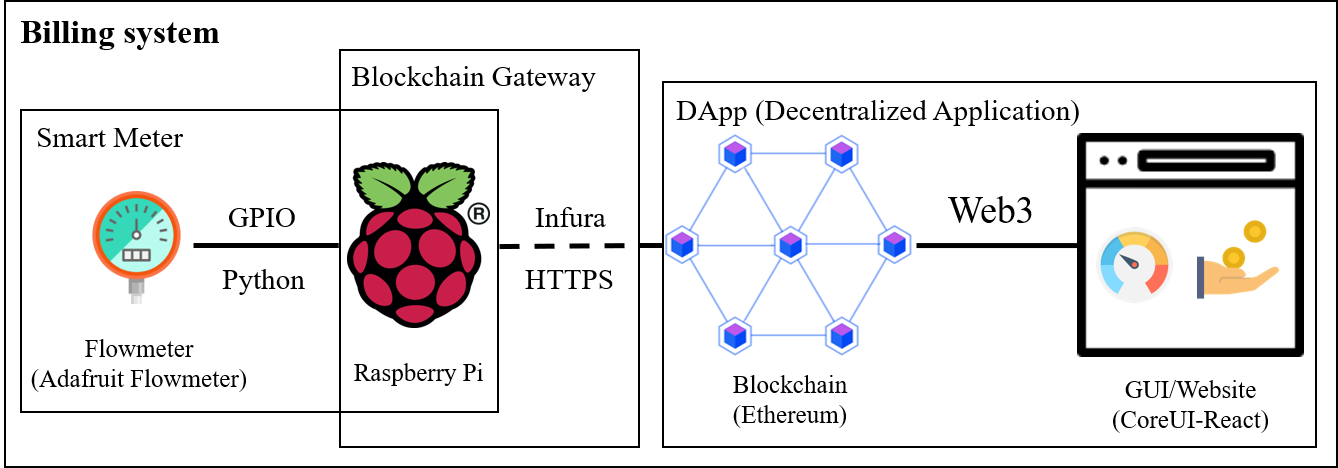 Billing system
Blockchain Gateway
Smart Meter
DApp (Decentralized Application)
GPIO
Python
®
Infura
HTTPS
Web3
Flowmeter
(Adafruit Flowmeter)
Raspberry Pi
Blockchain
(Ethereum)
GUI/Website
(CoreUI-React)